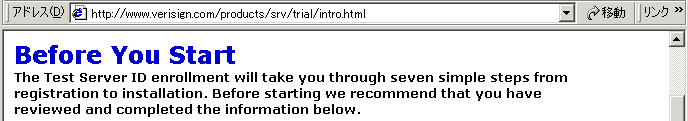 アドレス(D) http://www.verisign.com/products/srv/trial/intro.html 移動 リンク »
Before You Start
The Test Server ID enrollment will take you through seven simple steps from
registration to installation. Before starting we recommend that you have
reviewed and completed the information below.